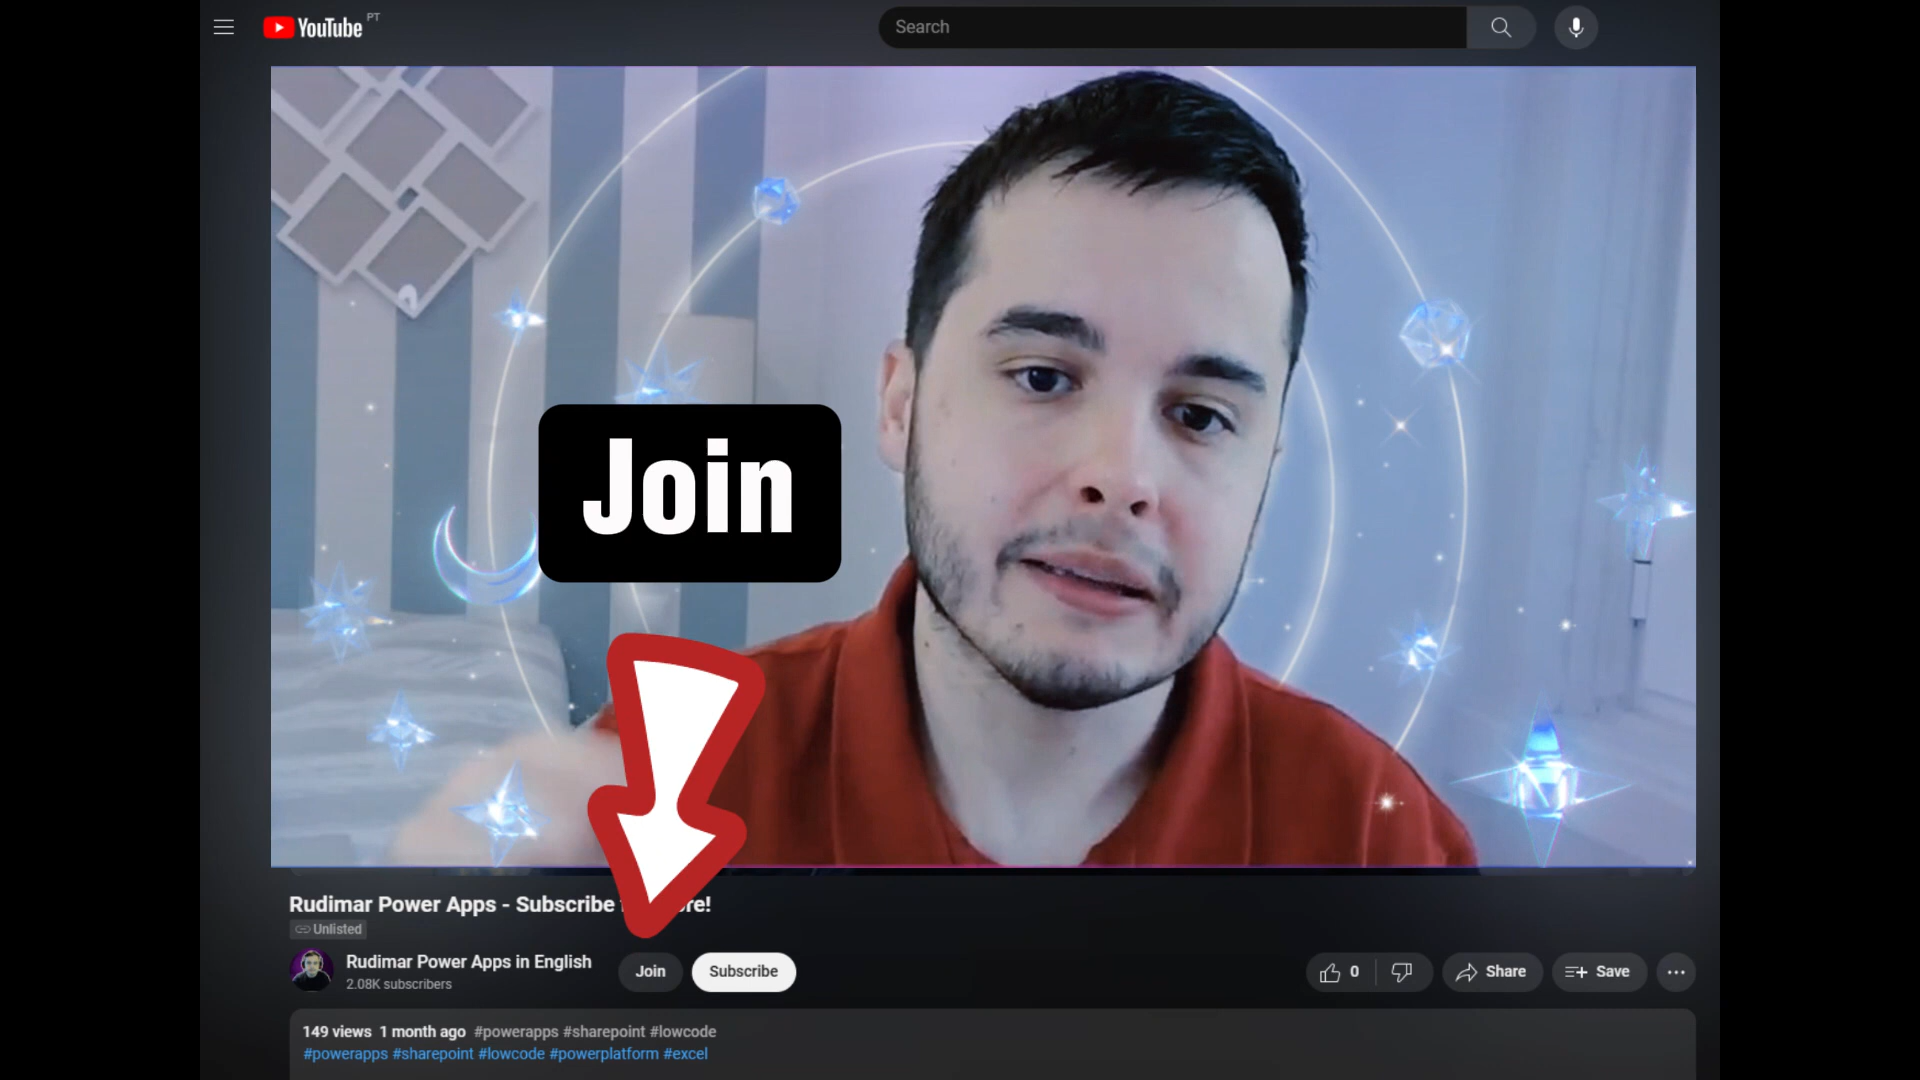 YouTube PT
Search
Join
Rudimar Power Apps - Subscribe
Unlisted
Rudimar Power Apps in English
2.08K subscribers
Join
Subscribe
0
Share
Save
149 views 1 month ago #powerapps #sharepoint #lowcode
#powerapps #sharepoint #lowcode #powerplatform #excel